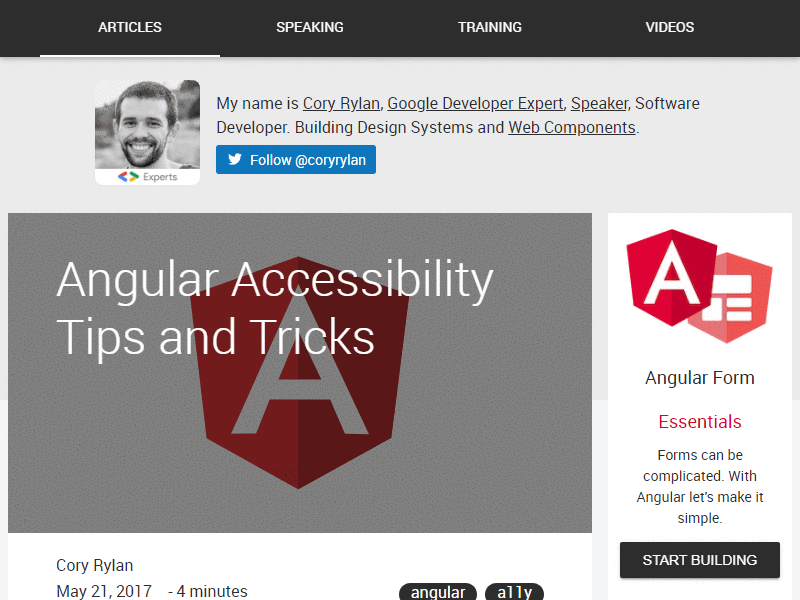 ARTICLES SPEAKING TRAINING VIDEOS
My name is Cory Rylan, Google Developer Expert, Speaker, Software
Developer. Building Design Systems and Web Components.
Experts
Follow @coryrylan
Angular Accessibility
Tips and Tricks
Cory Rylan
May 21, 2017 - 4 minutes
angular a11y
A
Angular Form
Essentials
Forms can be
complicated. With
Angular let's make it
simple.
START BUILDING